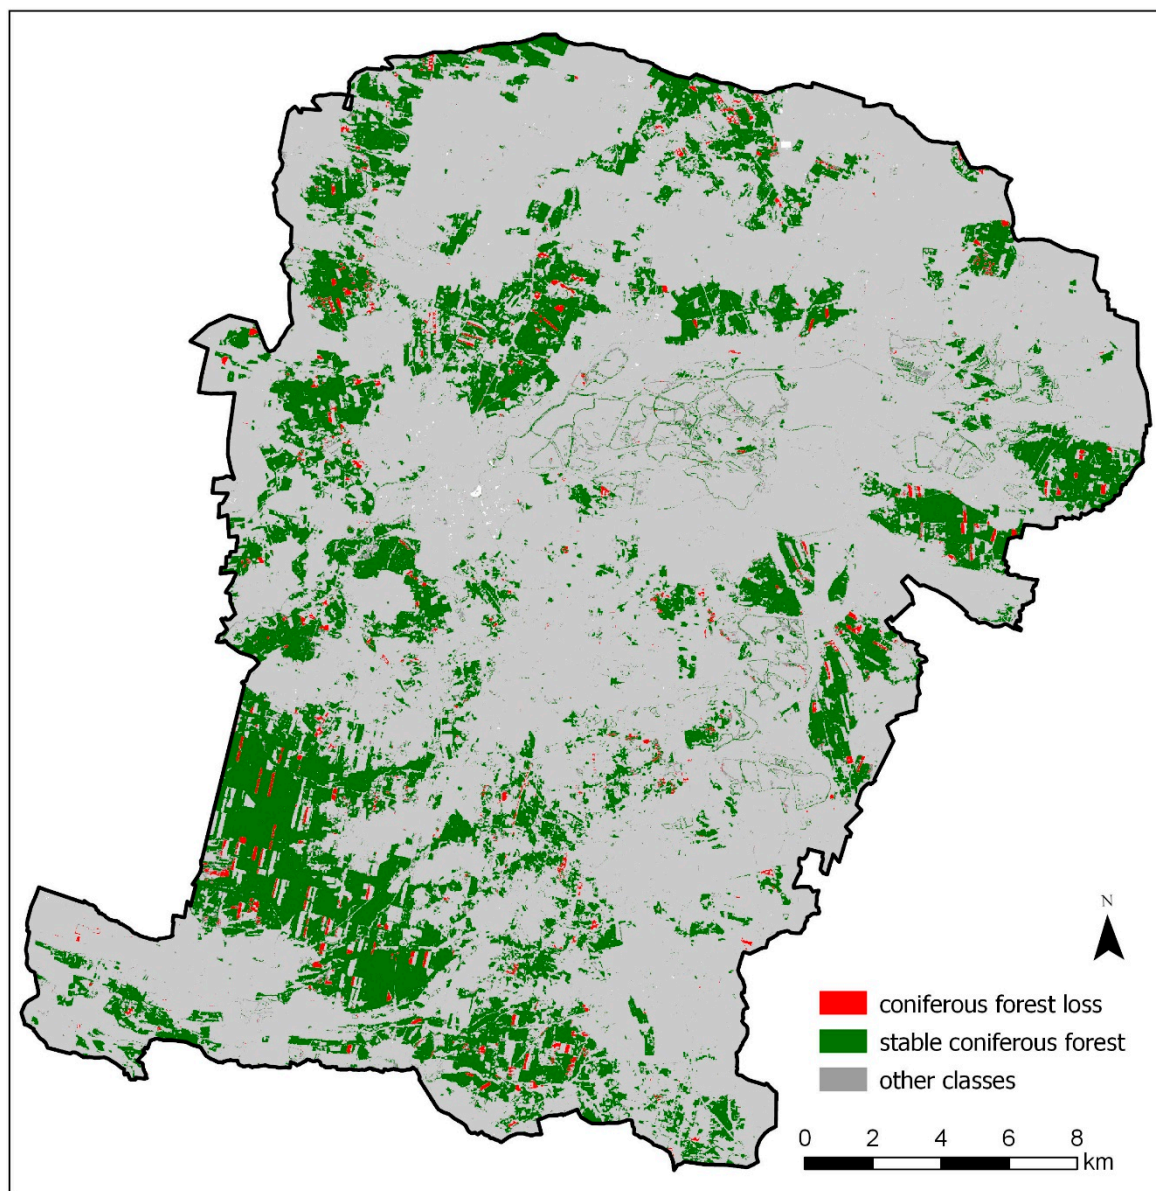 N
coniferous forest loss
stable coniferous forest
other classes
0 2 4 6 8
km